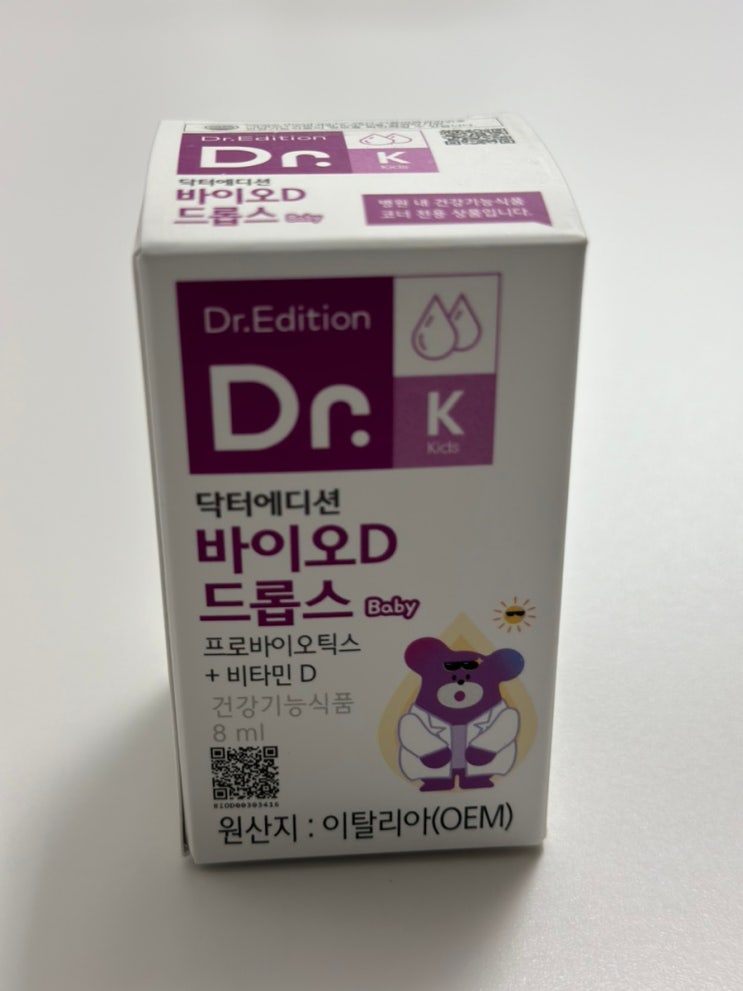 Dr.Edition
Dr.
K
Kids
닥터에디션
바이오D
드롭스 Baby
병원 내 건강기능식품
코너 전용 상품입니다.
Dr.Edition
Dr.
K
Kids
닥터에디션
바이오D
드롭스 Baby
프로바이오틱스
+ 비타민 D
건강기능식품
8 ml
원산지 : 이탈리아(OEM)